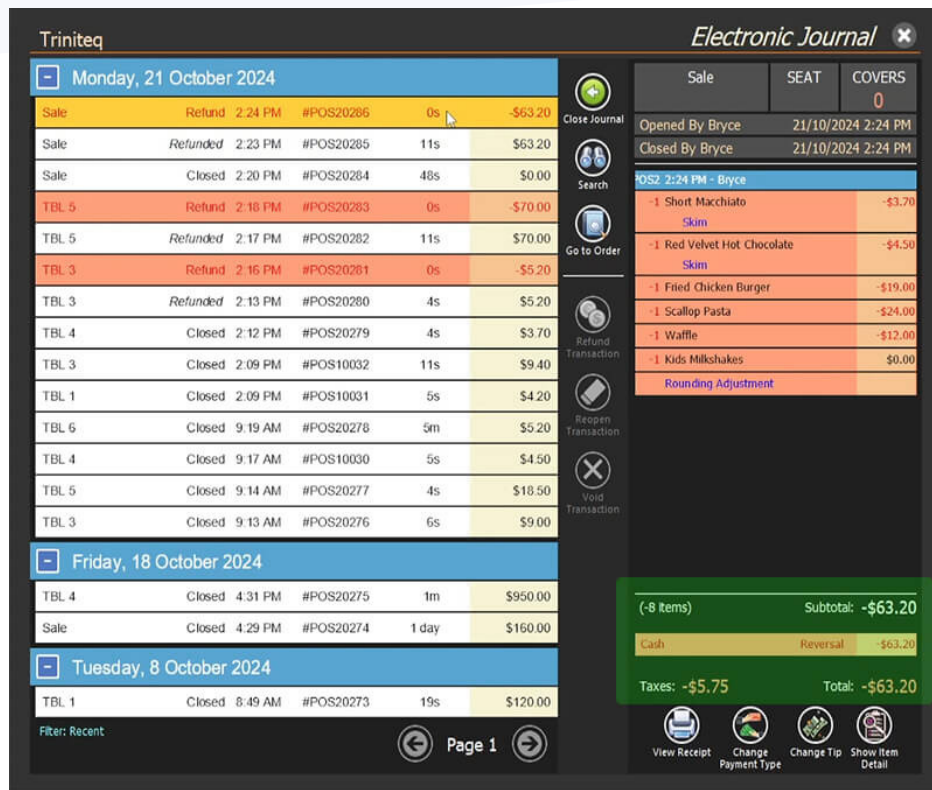 Triniteq
Electronic Journal
Monday, 21 October 2024
Sale Refund 2:24 PM #POS20286 0s -$63.20
Sale Refunded 2:23 PM #POS20285 11s $63.20
Sale Closed 2:20 PM #POS20284 48s $0.00
TBL 5 Refund 2:18 PM #POS20283 0s -$70.00
TBL 5 Refunded 2:17 PM #POS20282 11s $70.00
TBL 3 Refund 2:16 PM #POS20281 0s -$5.20
TBL 3 Refunded 2:13 PM #POS20280 4s $5.20
TBL 4 Closed 2:12 PM #POS20279 4s $3.70
TBL 3 Closed 2:09 PM #POS10032 11s $9.40
TBL 1 Closed 2:09 PM #POS10031 5s $4.20
TBL 6 Closed 9:19 AM #POS20278 5m $5.20
TBL 4 Closed 9:17 AM #POS10030 5s $4.50
TBL 5 Closed 9:14 AM #POS20277 4s $18.50
TBL 3 Closed 9:13 AM #POS20276 6s $9.00
Friday, 18 October 2024
TBL 4 Closed 4:31 PM #POS20275 1m $950.00
Sale Closed 4:29 PM #POS20274 1 day $160.00
Tuesday, 8 October 2024
TBL 1 Closed 8:49 AM #POS20273 19s $120.00
Filter: Recent
Page 1
Close Journal
Search
Go to Order
Refund
Transaction
Reopen
Transaction
Void
Transaction
Sale SEAT COVERS
0
Opened By Bryce 21/10/2024 2:24 PM
Closed By Bryce 21/10/2024 2:24 PM
POS2 2:24 PM - Bryce
-1 Short Macchiato -$3.70
Skim
-1 Red Velvet Hot Chocolate -$4.50
Skim
-1 Fried Chicken Burger -$19.00
-1 Scallop Pasta -$24.00
-1 Waffle -$12.00
-1 Kids Milkshakes $0.00
Rounding Adjustment
(-8 Items) Subtotal: -$63.20
Cash Reversal -$63.20
Taxes: -$5.75 Total: -$63.20
View Receipt
Change
Payment Type
Change Tip
Show Item
Detail